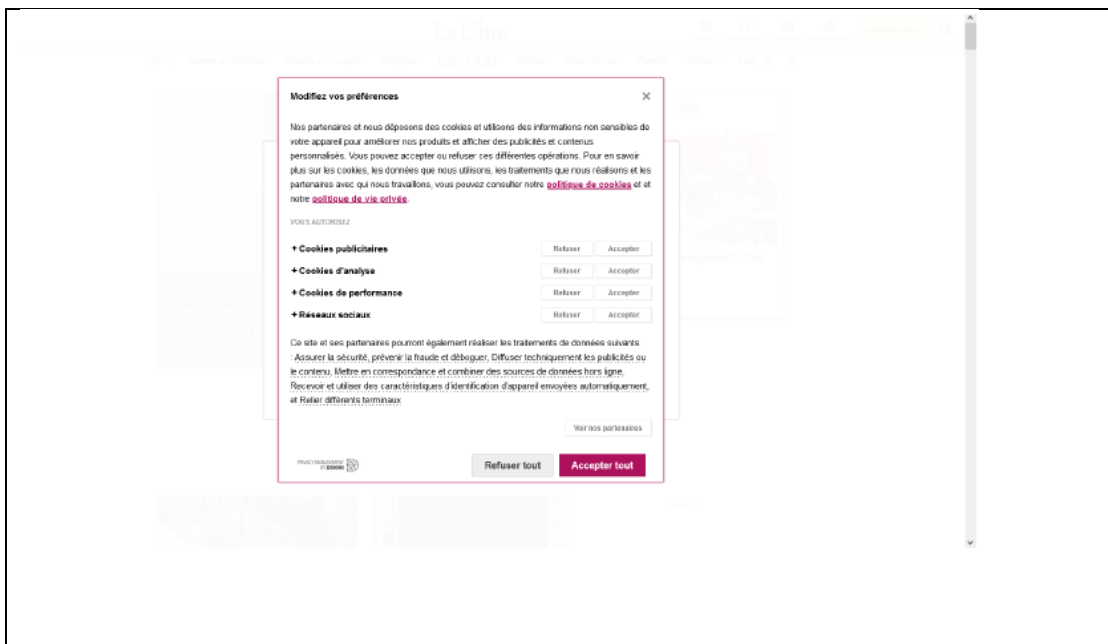 La Libre
Modifiez vos préférences
Nos partenaires et nous déposons des cookies et utilisons des informations non sensibles de
votre appareil pour améliorer nos produits et afficher des publicités et contenus
personnalisés. Vous pouvez accepter ou refuser ces différentes opérations. Pour en savoir
plus sur les cookies, les données que nous utilisons, les traitements que nous réalisons et les
partenaires avec qui nous travaillons, vous pouvez consulter notre politique de cookies et et
notre politique de vie privée.
VOUS AUTORISEZ
+ Cookies publicitaires Refuser Accepter
+ Cookies d'analyse Refuser Accepter
+ Cookies de performance Refuser Accepter
+ Réseaux sociaux Refuser Accepter
Ce site et ses partenaires pourront également réaliser les traitements de données suivants
: Assurer la sécurité, prévenir la fraude et déboguer, Diffuser techniquement les publicités ou
le contenu, Mettre en correspondance et combiner des sources de données hors ligne,
Recevoir et utiliser des caractéristiques d'identification d'appareil envoyées automatiquement,
et Relier différents terminaux
Voir nos partenaires
PRIVACY MANAGEMENT
BY DIDOMI
Refuser tout Accepter tout